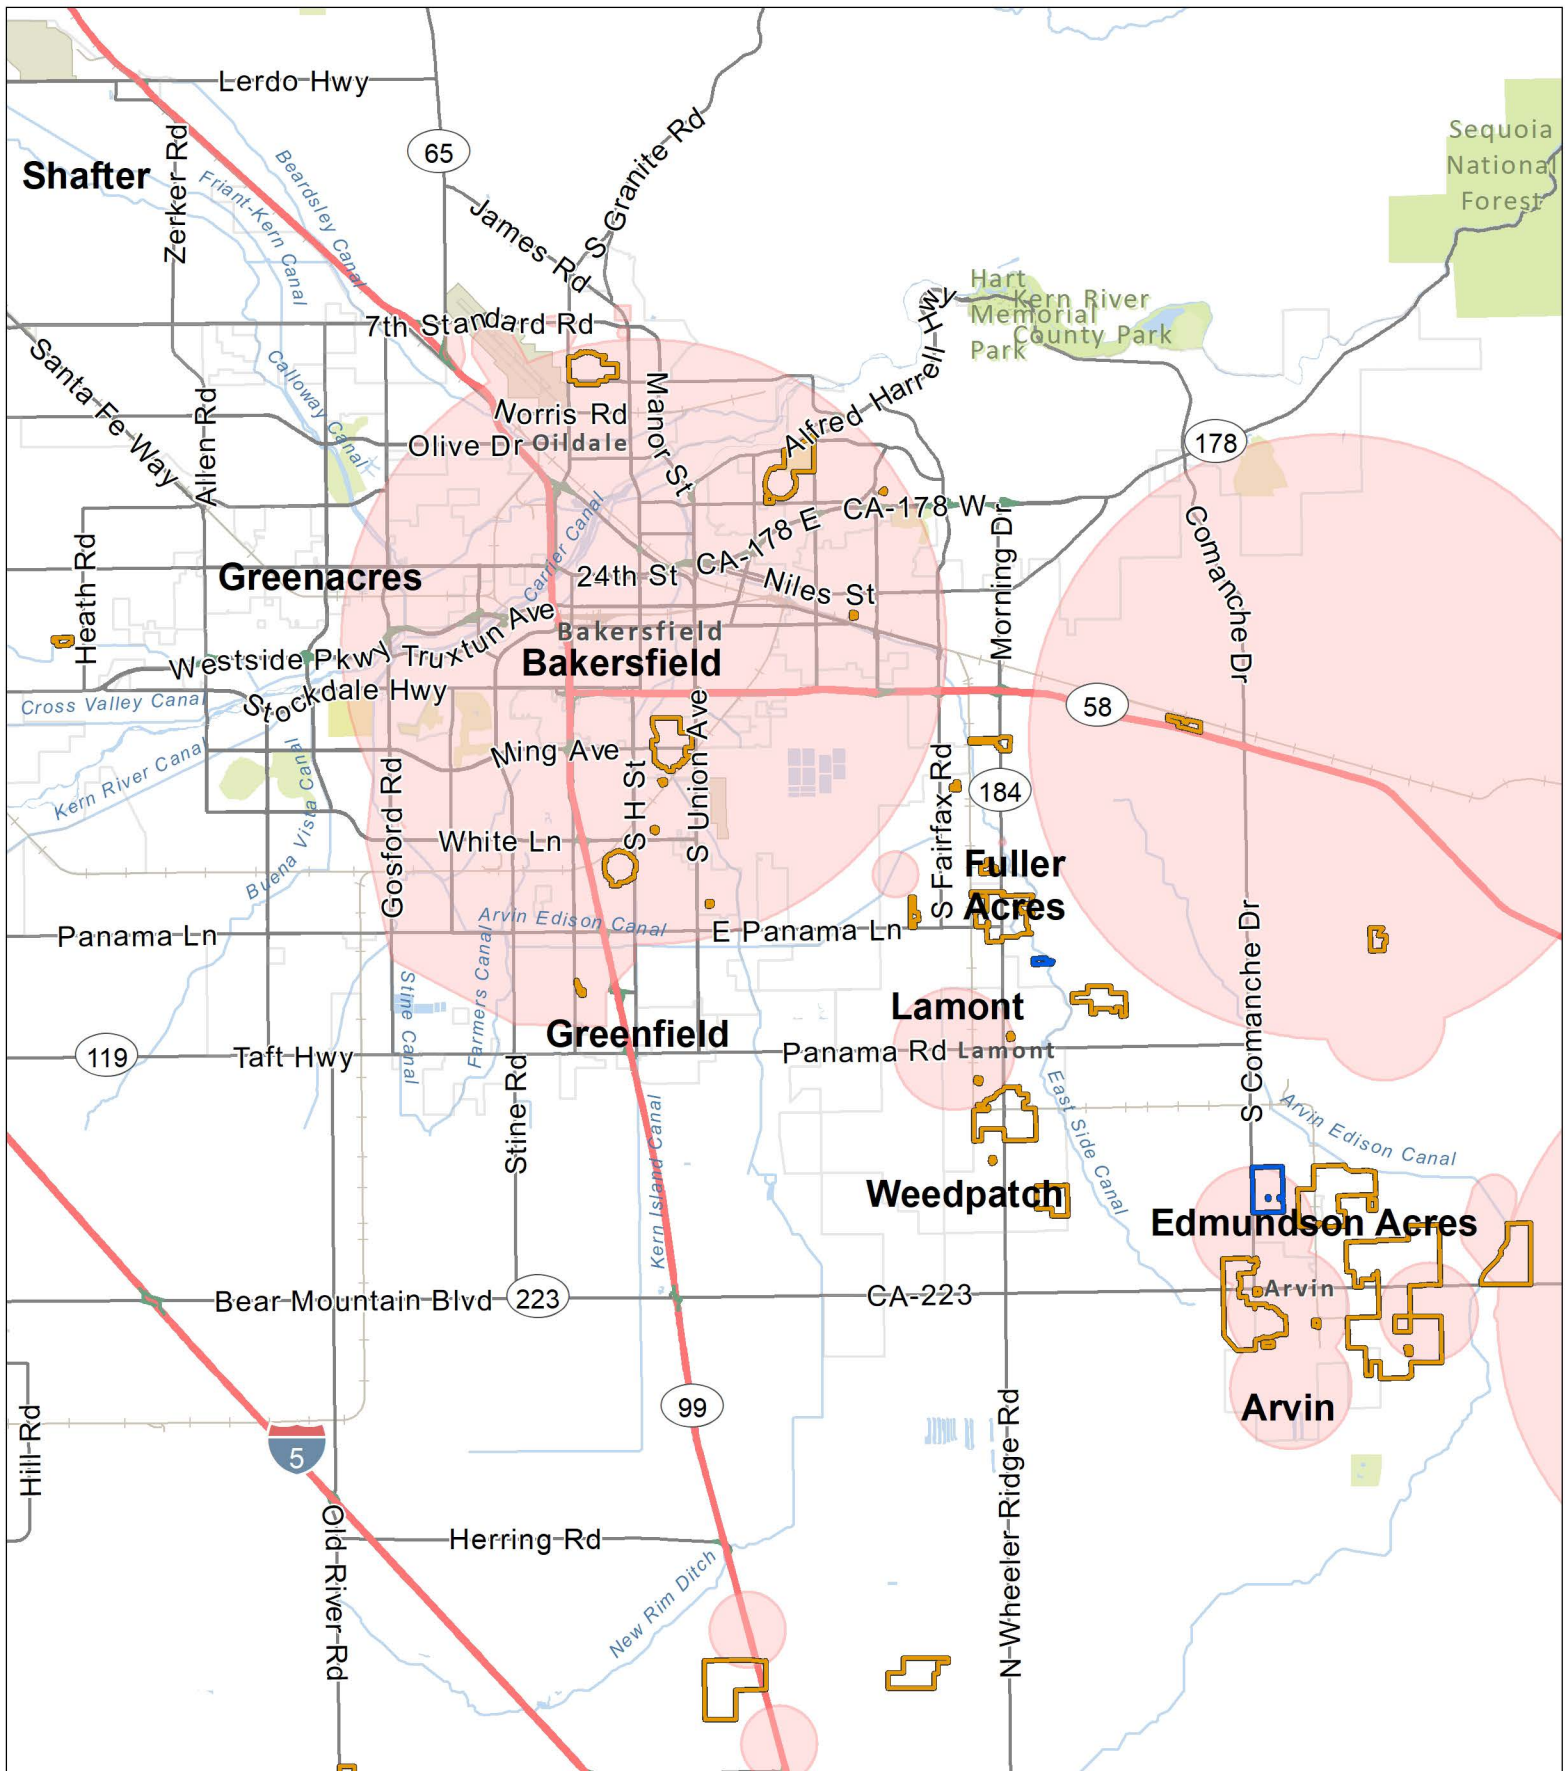 Lerdo Hwy
Sequoia
National
Forest
65
Shafter
Zerker Rd
Beardsley Canal
Friant-Kern Canal
S Granite Rd
James Rd
Hart
Memorial
Park
Kern River
County Park
7th Standard Rd
Alfred Harrell Hwy
Santa Fe Way
Calloway Canal
Allen Rd
Norris Rd
Manor St
Olive Dr
Oildale
178
CA-178 W
CA-178 E
Carrier Canal
Comanche Dr
Morning Dr
Heath Rd
Greenacres
24th St
Niles St
Truxtun Ave
Bakersfield
Bakersfield
Westside Pkwy
Stockdale Hwy
Cross Valley Canal
58
Kern River Canal
Buena Vista Canal
Ming Ave
Gosford Rd
S H St
S Union Ave
S Fairfax Rd
184
White Ln
Fuller
Acres
Arvin Edison Canal
Panama Ln
E Panama Ln
S Comanche Dr
Stine Canal
Farmers Canal
Lamont
Greenfield
119
Taft Hwy
Panama Rd
Lamont
Stine Rd
Kern Island Canal
East Side Canal
Arvin Edison Canal
Weedpatch
Edmundson Acres
Bear Mountain Blvd
223
CA-223
Arvin
Arvin
99
Hill Rd
5
N Wheeler Ridge Rd
Old River Rd
Herring Rd
New Rim Ditch